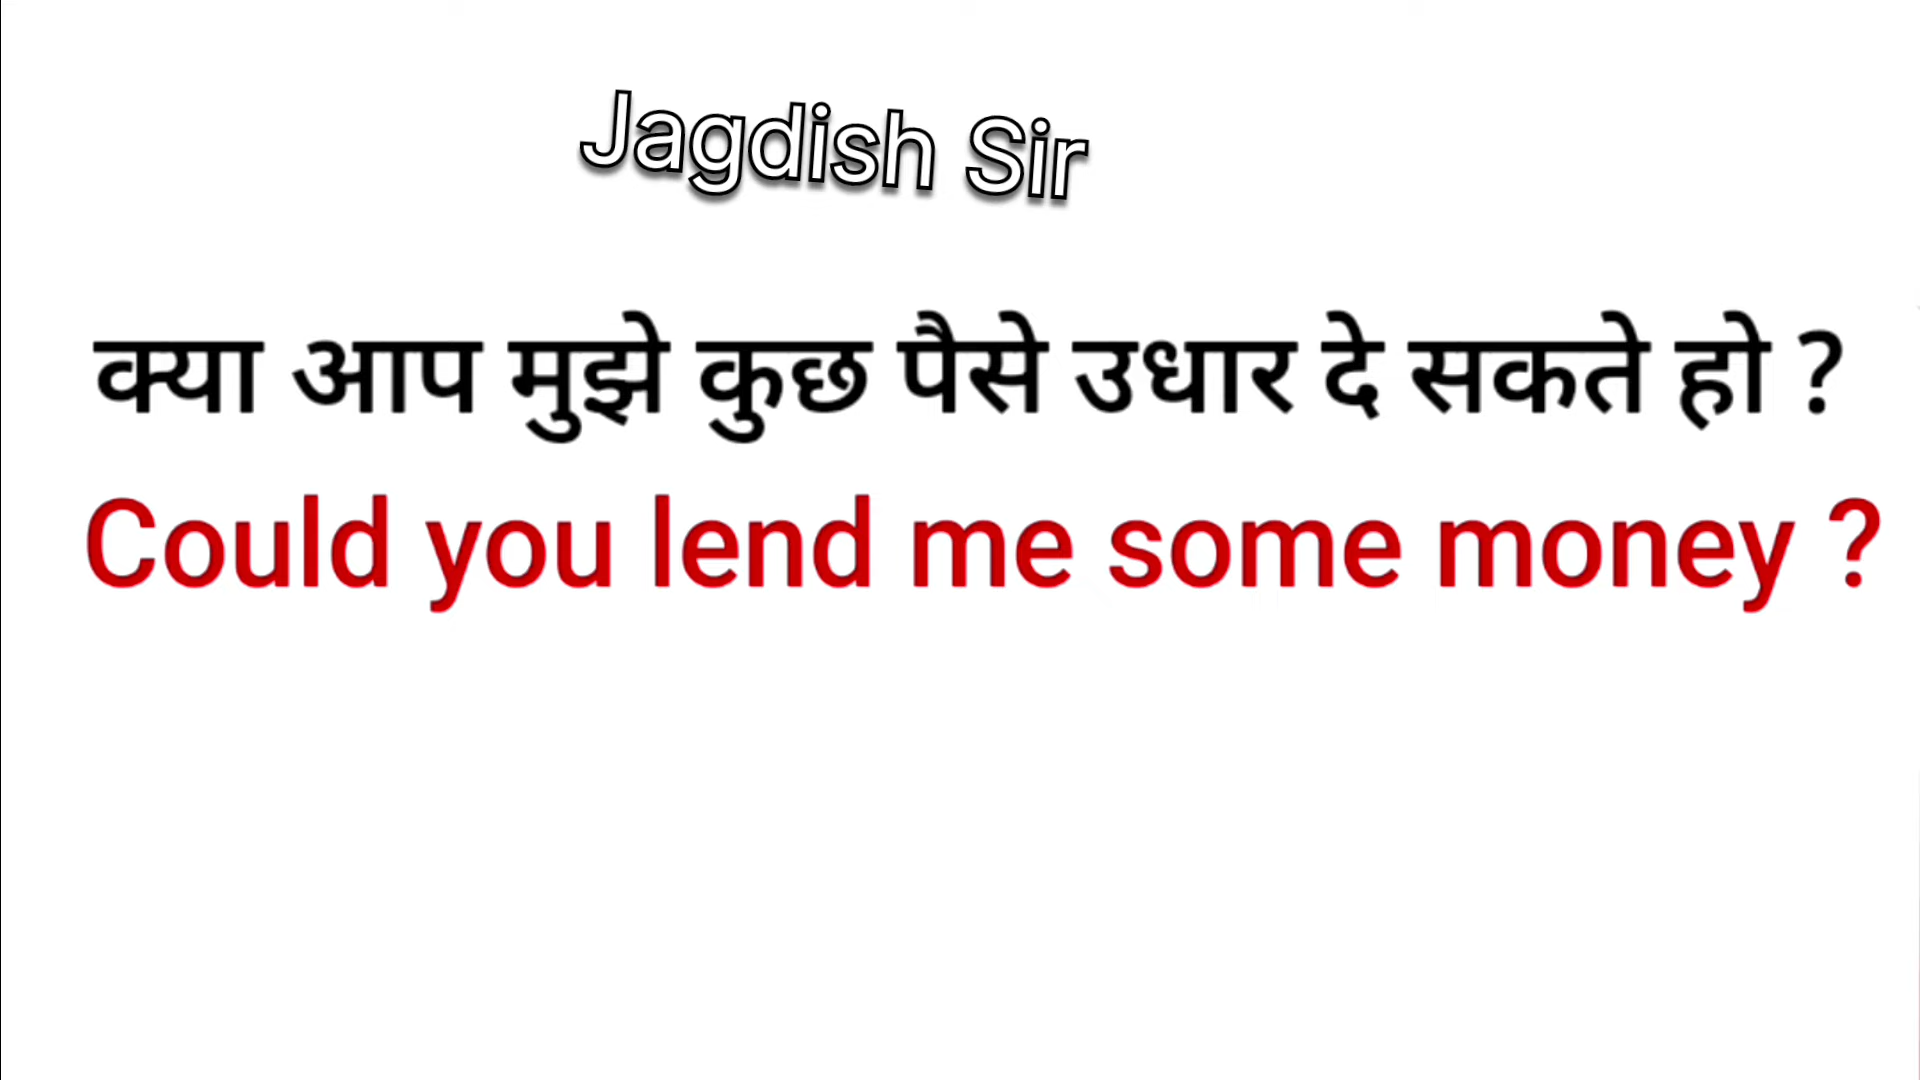 Jagdish Sir
क्या आप मुझे कुछ पैसे उधार दे सकते हो ?
Could you lend me some money ?